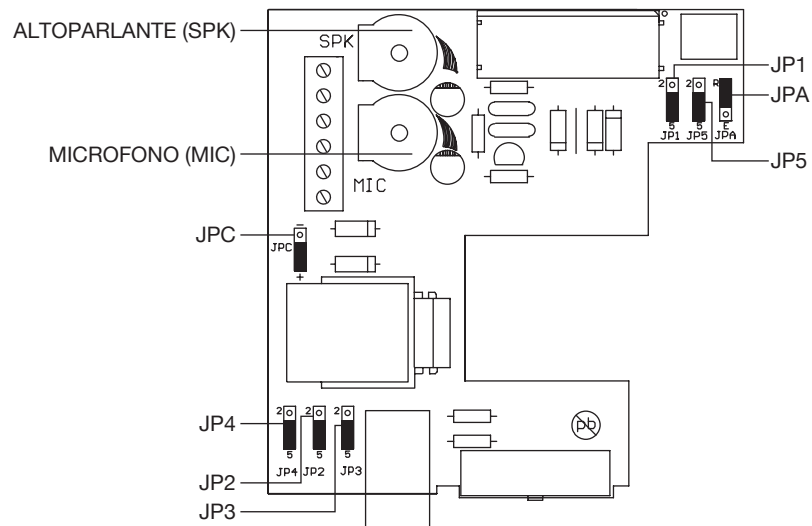 ALTOPARLANTE (SPK)
SPK
MICROFONO (MIC)
MIC
JP1
JPA
JP5
2
2
R
5
5
E
JP1
JP5
JPA
JPC
–
JPC
+
JP4
JP2
JP3
2
2
2
5
5
5
JP4
JP2
JP3
pb